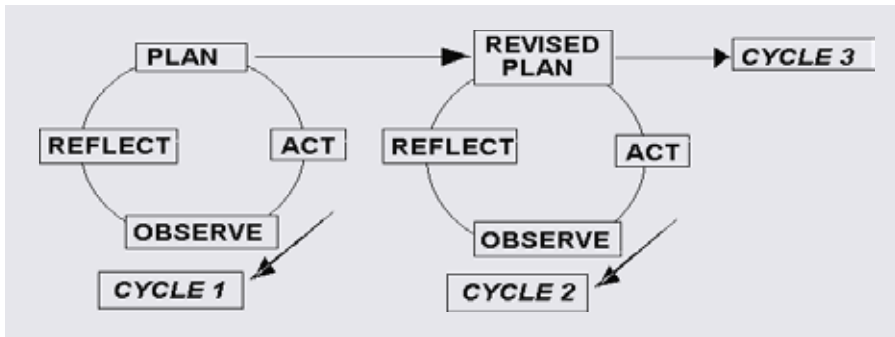 PLAN
REVISED
PLAN
CYCLE 3
REFLECT
ACT
REFLECT
ACT
OBSERVE
OBSERVE
CYCLE 1
CYCLE 2